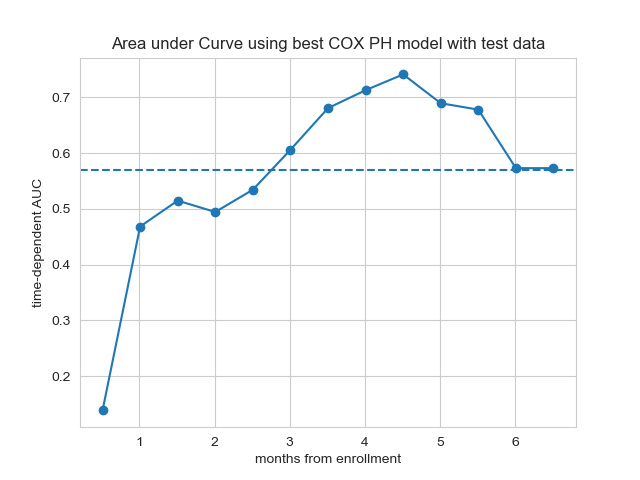 Area under Curve using best COX PH model with test data
time-dependent AUC
0.7
0.6
0.5
0.4
0.3
0.2
1 2 3 4 5 6
months from enrollment